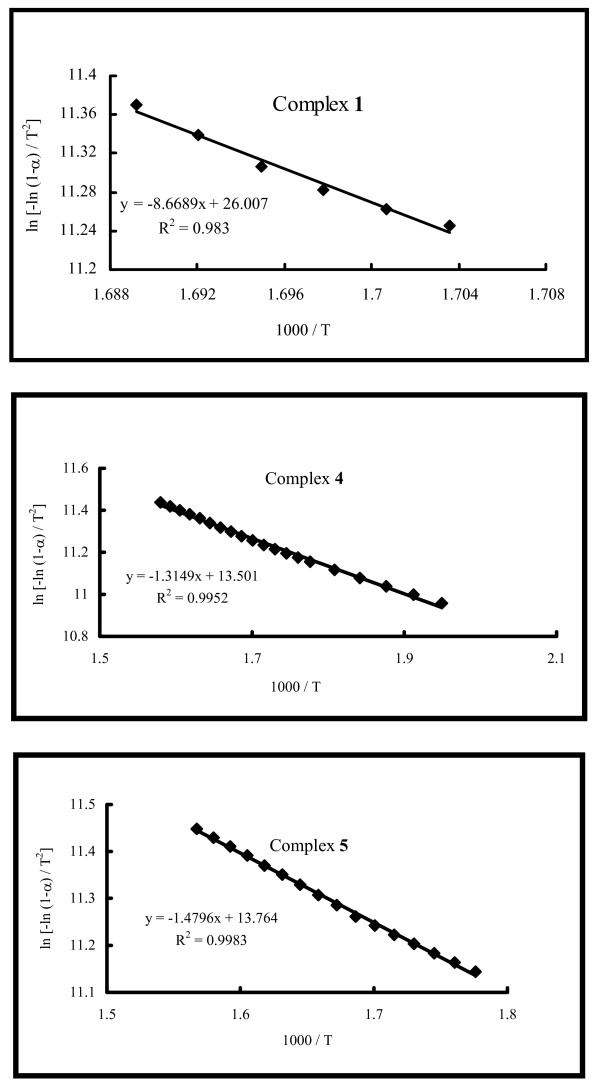 Complex 1
ln [-ln (1-α) / T²]
11.4
11.36
11.32
11.28
11.24
11.2
y = -8.6689x + 26.007
R² = 0.983
1.688 1.692 1.696 1.7 1.704 1.708
1000 / T
Complex 4
ln [-ln (1-α) / T²]
11.6
11.4
11.2
11
10.8
y = -1.3149x + 13.501
R² = 0.9952
1.5 1.7 1.9 2.1
1000 / T
Complex 5
ln [-ln (1-α) / T²]
11.5
11.4
11.3
11.2
11.1
y = -1.4796x + 13.764
R² = 0.9983
1.5 1.6 1.7 1.8
1000 / T